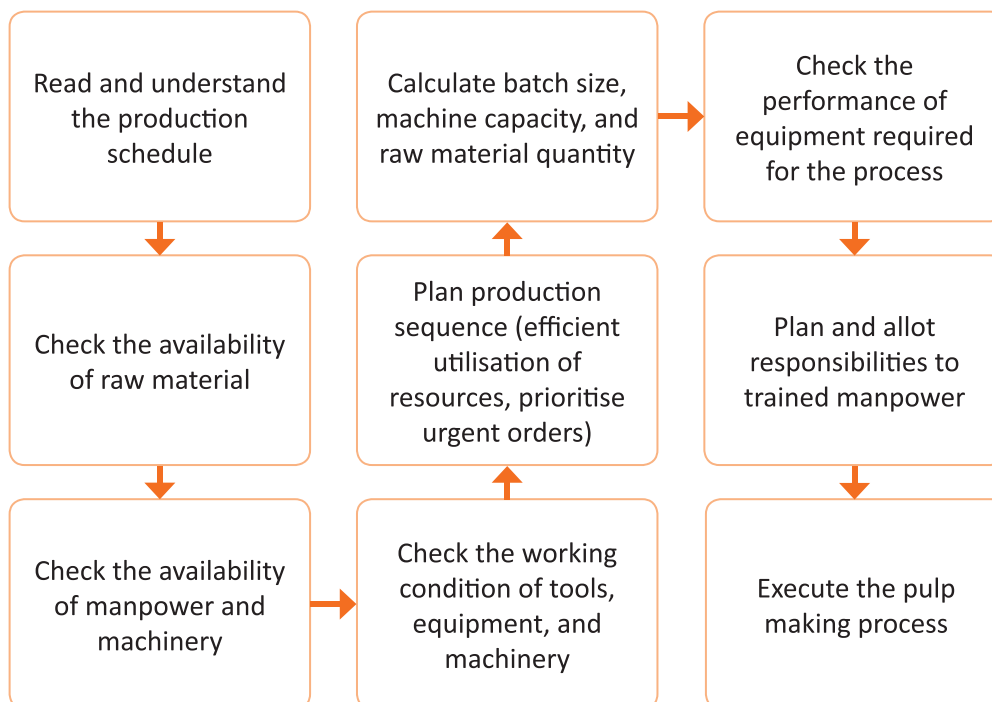 Read and understand
the production
schedule
Check the availability
of raw material
Check the availability
of manpower and
machinery
Check the working
condition of tools,
equipment, and
machinery
Plan production
sequence (efficient
utilisation of
resources, prioritise
urgent orders)
Calculate batch size,
machine capacity, and
raw material quantity
Check the
performance of
equipment required
for the process
Plan and allot
responsibilities to
trained manpower
Execute the pulp
making process